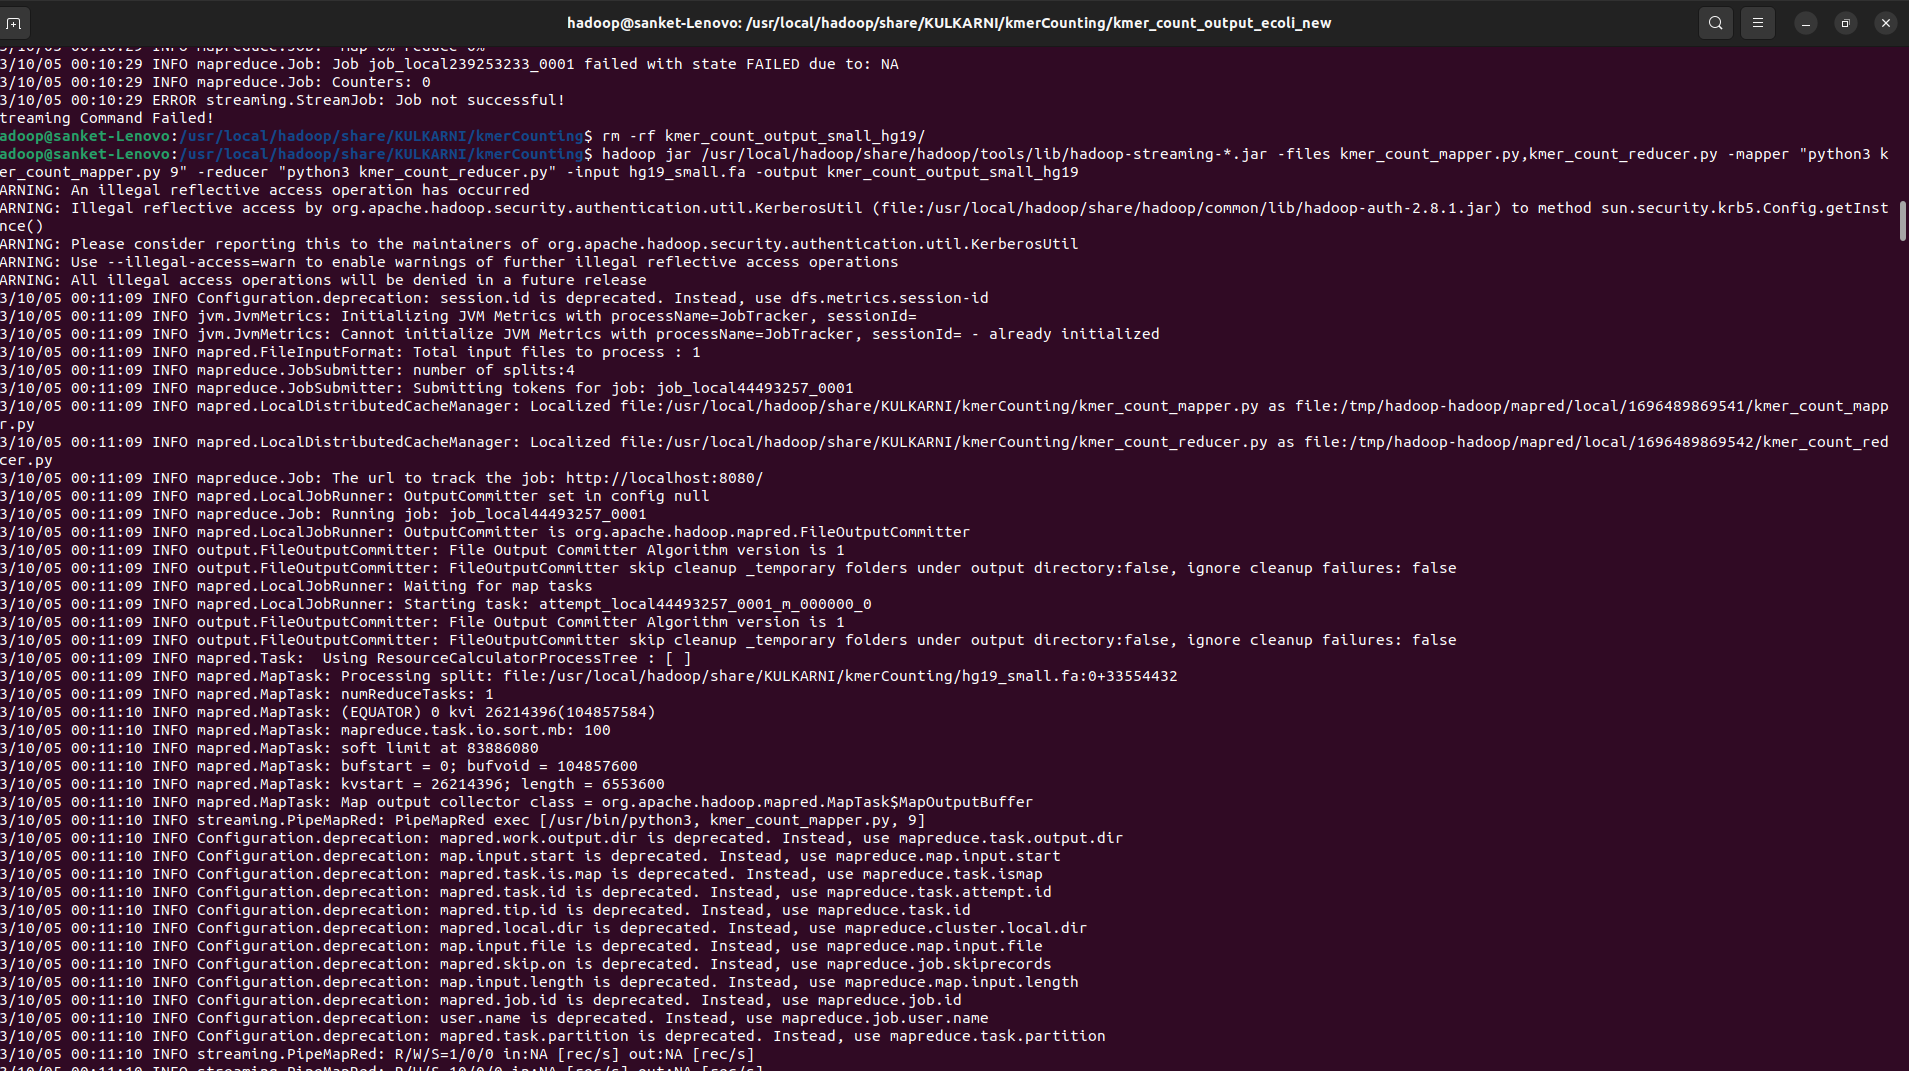 hadoop@sanket-Lenovo: /usr/local/hadoop/share/KULKARNI/kmerCounting/kmer_count_output_ecoli_new
3/10/05 00:10:29 INFO mapreduce.Job:  map 0% reduce 0%
3/10/05 00:10:29 INFO mapreduce.Job: Job job_local239253233_0001 failed with state FAILED due to: NA
3/10/05 00:10:29 INFO mapreduce.Job: Counters: 0
3/10/05 00:10:29 ERROR streaming.StreamJob: Job not successful!
treaming Command Failed!
adoop@sanket-Lenovo:/usr/local/hadoop/share/KULKARNI/kmerCounting$ rm -rf kmer_count_output_small_hg19/
adoop@sanket-Lenovo:/usr/local/hadoop/share/KULKARNI/kmerCounting$ hadoop jar /usr/local/hadoop/share/hadoop/tools/lib/hadoop-streaming-*.jar -files kmer_count_mapper.py,kmer_count_reducer.py -mapper "python3 k
er_count_mapper.py 9" -reducer "python3 kmer_count_reducer.py" -input hg19_small.fa -output kmer_count_output_small_hg19
ARNING: An illegal reflective access operation has occurred
ARNING: Illegal reflective access by org.apache.hadoop.security.authentication.util.KerberosUtil (file:/usr/local/hadoop/share/hadoop/common/lib/hadoop-auth-2.8.1.jar) to method sun.security.krb5.Config.getInst
nce()
ARNING: Please consider reporting this to the maintainers of org.apache.hadoop.security.authentication.util.KerberosUtil
ARNING: Use --illegal-access=warn to enable warnings of further illegal reflective access operations
ARNING: All illegal access operations will be denied in a future release
3/10/05 00:11:09 INFO Configuration.deprecation: session.id is deprecated. Instead, use dfs.metrics.session-id
3/10/05 00:11:09 INFO jvm.JvmMetrics: Initializing JVM Metrics with processName=JobTracker, sessionId=
3/10/05 00:11:09 INFO jvm.JvmMetrics: Cannot initialize JVM Metrics with processName=JobTracker, sessionId= - already initialized
3/10/05 00:11:09 INFO mapred.FileInputFormat: Total input files to process : 1
3/10/05 00:11:09 INFO mapreduce.JobSubmitter: number of splits:4
3/10/05 00:11:09 INFO mapreduce.JobSubmitter: Submitting tokens for job: job_local44493257_0001
3/10/05 00:11:09 INFO mapred.LocalDistributedCacheManager: Localized file:/usr/local/hadoop/share/KULKARNI/kmerCounting/kmer_count_mapper.py as file:/tmp/hadoop-hadoop/mapred/local/1696489869541/kmer_count_mapp
r.py
3/10/05 00:11:09 INFO mapred.LocalDistributedCacheManager: Localized file:/usr/local/hadoop/share/KULKARNI/kmerCounting/kmer_count_reducer.py as file:/tmp/hadoop-hadoop/mapred/local/1696489869542/kmer_count_red
cer.py
3/10/05 00:11:09 INFO mapreduce.Job: The url to track the job: http://localhost:8080/
3/10/05 00:11:09 INFO mapred.LocalJobRunner: OutputCommitter set in config null
3/10/05 00:11:09 INFO mapreduce.Job: Running job: job_local44493257_0001
3/10/05 00:11:09 INFO mapred.LocalJobRunner: OutputCommitter is org.apache.hadoop.mapred.FileOutputCommitter
3/10/05 00:11:09 INFO output.FileOutputCommitter: File Output Committer Algorithm version is 1
3/10/05 00:11:09 INFO output.FileOutputCommitter: FileOutputCommitter skip cleanup _temporary folders under output directory:false, ignore cleanup failures: false
3/10/05 00:11:09 INFO mapred.LocalJobRunner: Waiting for map tasks
3/10/05 00:11:09 INFO mapred.LocalJobRunner: Starting task: attempt_local44493257_0001_m_000000_0
3/10/05 00:11:09 INFO output.FileOutputCommitter: File Output Committer Algorithm version is 1
3/10/05 00:11:09 INFO output.FileOutputCommitter: FileOutputCommitter skip cleanup _temporary folders under output directory:false, ignore cleanup failures: false
3/10/05 00:11:09 INFO mapred.Task:  Using ResourceCalculatorProcessTree : [ ]
3/10/05 00:11:09 INFO mapred.MapTask: Processing split: file:/usr/local/hadoop/share/KULKARNI/kmerCounting/hg19_small.fa:0+33554432
3/10/05 00:11:09 INFO mapred.MapTask: numReduceTasks: 1
3/10/05 00:11:10 INFO mapred.MapTask: (EQUATOR) 0 kvi 26214396(104857584)
3/10/05 00:11:10 INFO mapred.MapTask: mapreduce.task.io.sort.mb: 100
3/10/05 00:11:10 INFO mapred.MapTask: soft limit at 83886080
3/10/05 00:11:10 INFO mapred.MapTask: bufstart = 0; bufvoid = 104857600
3/10/05 00:11:10 INFO mapred.MapTask: kvstart = 26214396; length = 6553600
3/10/05 00:11:10 INFO mapred.MapTask: Map output collector class = org.apache.hadoop.mapred.MapTask$MapOutputBuffer
3/10/05 00:11:10 INFO streaming.PipeMapRed: PipeMapRed exec [/usr/bin/python3, kmer_count_mapper.py, 9]
3/10/05 00:11:10 INFO Configuration.deprecation: mapred.work.output.dir is deprecated. Instead, use mapreduce.task.output.dir
3/10/05 00:11:10 INFO Configuration.deprecation: map.input.start is deprecated. Instead, use mapreduce.map.input.start
3/10/05 00:11:10 INFO Configuration.deprecation: mapred.task.is.map is deprecated. Instead, use mapreduce.task.ismap
3/10/05 00:11:10 INFO Configuration.deprecation: mapred.task.id is deprecated. Instead, use mapreduce.task.attempt.id
3/10/05 00:11:10 INFO Configuration.deprecation: mapred.tip.id is deprecated. Instead, use mapreduce.task.id
3/10/05 00:11:10 INFO Configuration.deprecation: mapred.local.dir is deprecated. Instead, use mapreduce.cluster.local.dir
3/10/05 00:11:10 INFO Configuration.deprecation: map.input.file is deprecated. Instead, use mapreduce.map.input.file
3/10/05 00:11:10 INFO Configuration.deprecation: mapred.skip.on is deprecated. Instead, use mapreduce.job.skiprecords
3/10/05 00:11:10 INFO Configuration.deprecation: map.input.length is deprecated. Instead, use mapreduce.map.input.length
3/10/05 00:11:10 INFO Configuration.deprecation: mapred.job.id is deprecated. Instead, use mapreduce.job.id
3/10/05 00:11:10 INFO Configuration.deprecation: user.name is deprecated. Instead, use mapreduce.job.user.name
3/10/05 00:11:10 INFO Configuration.deprecation: mapred.task.partition is deprecated. Instead, use mapreduce.task.partition
3/10/05 00:11:10 INFO streaming.PipeMapRed: R/W/S=1/0/0 in:NA [rec/s] out:NA [rec/s]
3/10/05 00:11:10 INFO streaming.PipeMapRed: R/W/S=10/0/0 in:NA [rec/s] out:NA [rec/s]